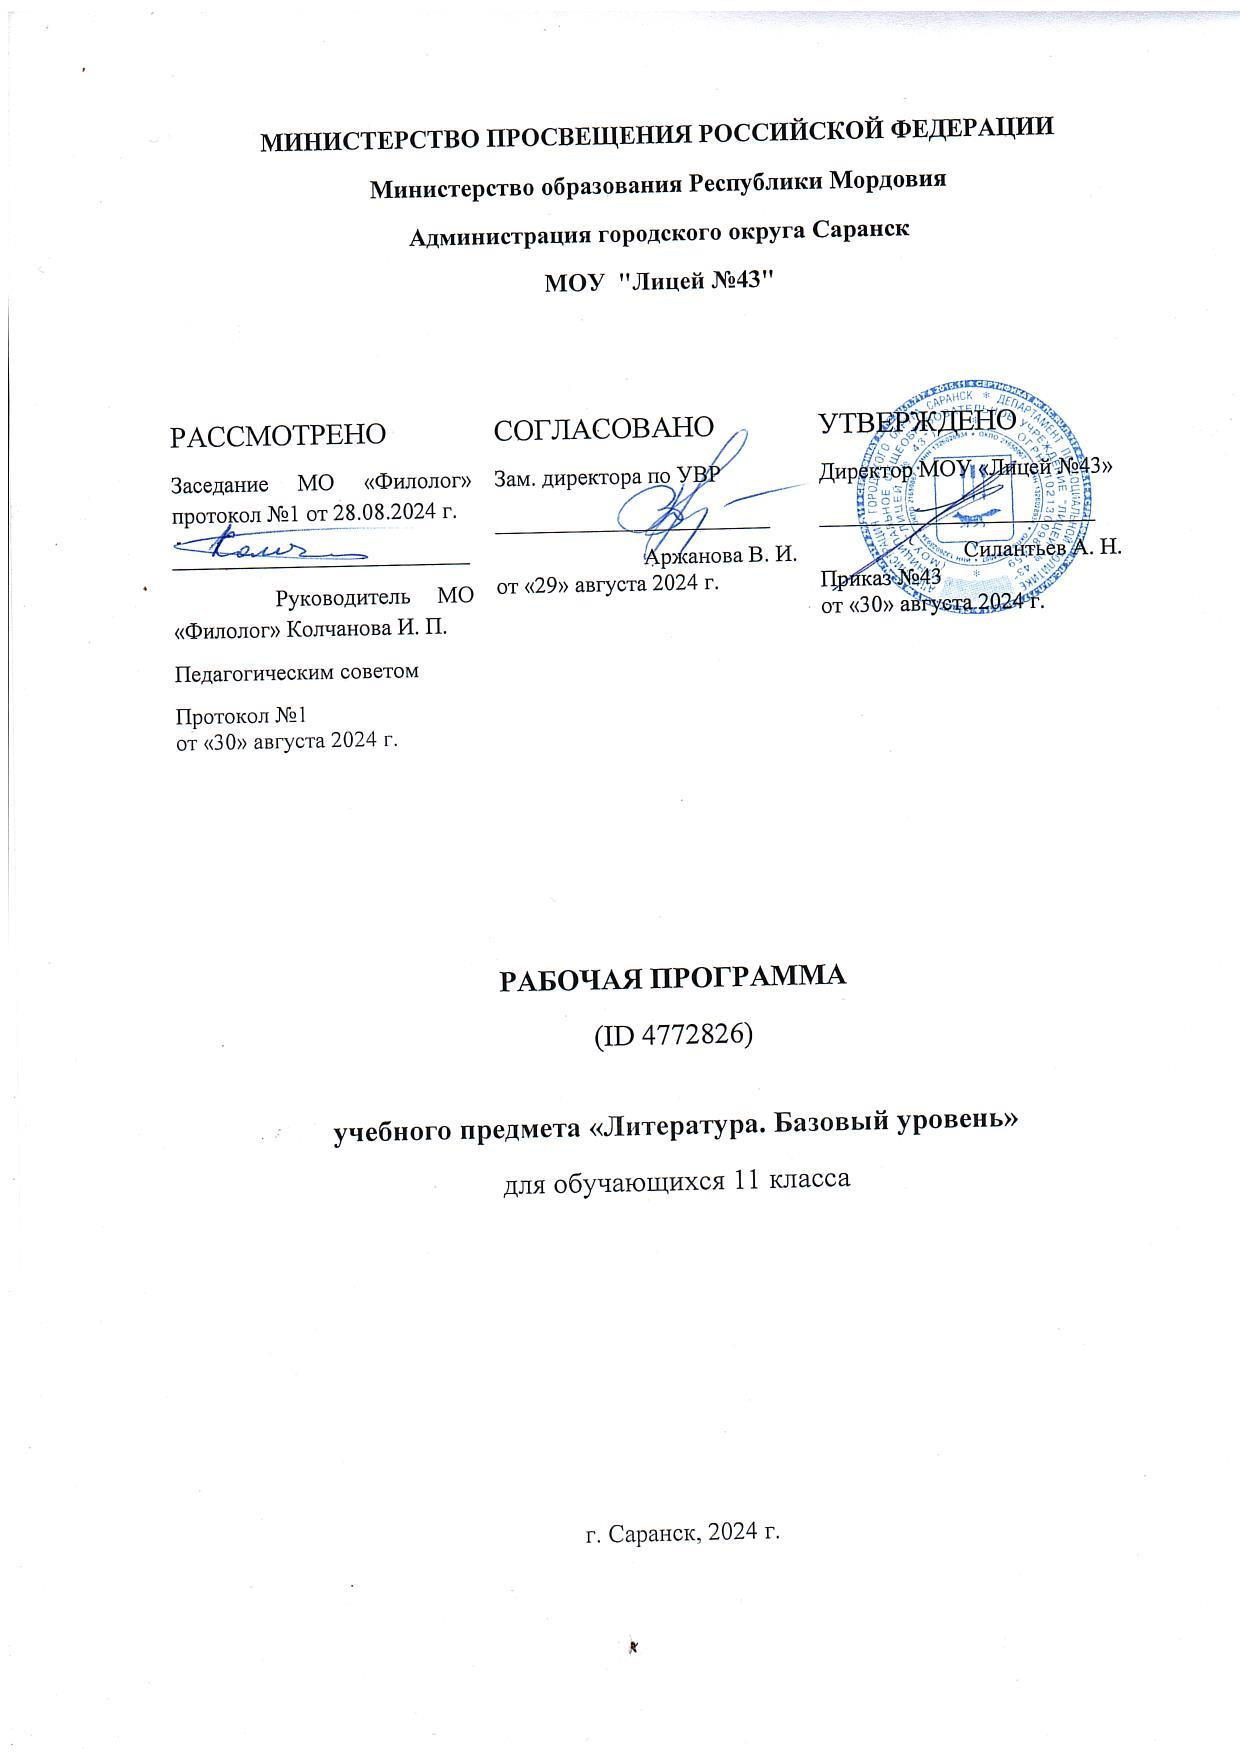 МИНИСТЕРСТВО ПРОСВЕЩЕНИЯ РОССИЙСКОЙ ФЕДЕРАЦИИ
Министерство образования Республики Мордовия
Администрация городского округа Саранск
МОУ "Лицей №43"
РАССМОТРЕНО
Заседание МО «Филолог»
протокол №1 от 28.08.2024 г.
Руководитель МО
«Филолог» Колчанова И. П.
Педагогическим советом
Протокол №1
от «30» августа 2024 г.
СОГЛАСОВАНО
Зам. директора по УВР
Аржанова В. И.
от «29» августа 2024 г.
УТВЕРЖДЕНО
Директор МОУ «Лицей №43»
Силантьев А. Н.
Приказ №43
от «30» августа 2024 г.
РАБОЧАЯ ПРОГРАММА
(ID 4772826)
учебного предмета «Литература. Базовый уровень»
для обучающихся 11 класса
г. Саранск, 2024 г.